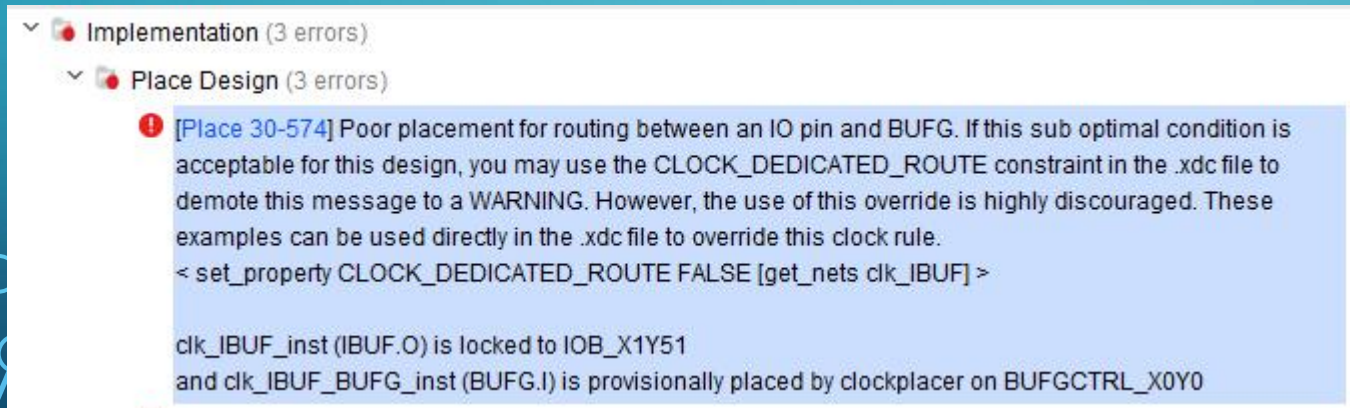 Implementation (3 errors)
Place Design (3 errors)
[Place 30-574] Poor placement for routing between an IO pin and BUFG. If this sub optimal condition is
acceptable for this design, you may use the CLOCK_DEDICATED_ROUTE constraint in the .xdc file to
demote this message to a WARNING. However, the use of this override is highly discouraged. These
examples can be used directly in the .xdc file to override this clock rule.
< set_property CLOCK_DEDICATED_ROUTE FALSE [get_nets clk_IBUF] >
clk_IBUF_inst (IBUF.O) is locked to IOB_X1Y51
and clk_IBUF_BUFG_inst (BUFG.I) is provisionally placed by clockplacer on BUFGCTRL_X0Y0